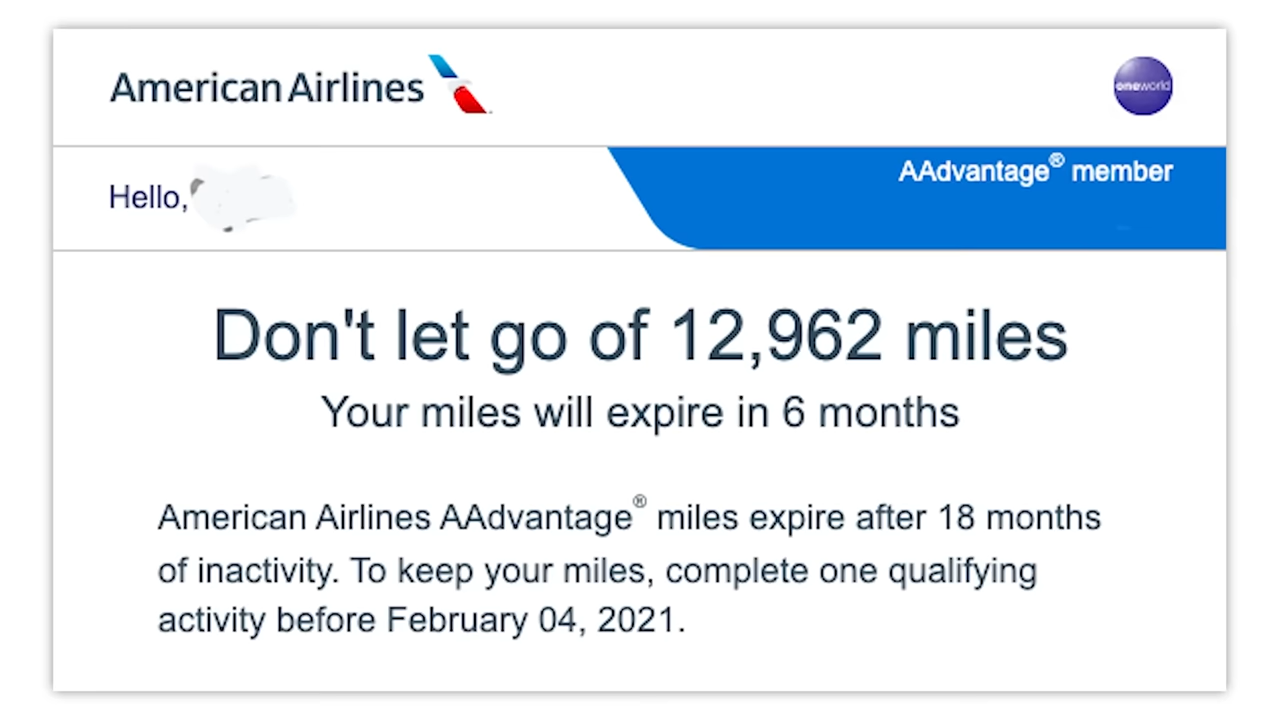 American Airlines
oneworld
Hello,
AAdvantage® member
Don't let go of 12,962 miles
Your miles will expire in 6 months
American Airlines AAdvantage® miles expire after 18 months
of inactivity. To keep your miles, complete one qualifying
activity before February 04, 2021.